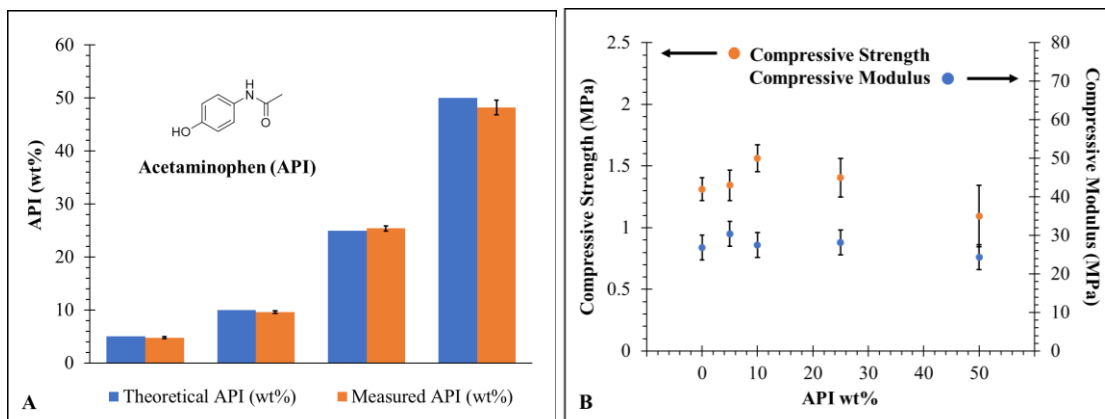 60
50
40
30
20
10
0
API (wt%)
H
N
O
HO
Acetaminophen (API)
A
Theoretical API (wt%)
Measured API (wt%)
2.5
2
1.5
1
0.5
0
Compressive Strength (MPa)
Compressive Strength
Compressive Modulus
80
70
60
50
40
30
20
10
0
Compressive Modulus (MPa)
0 10 20 30 40 50
API wt%
B